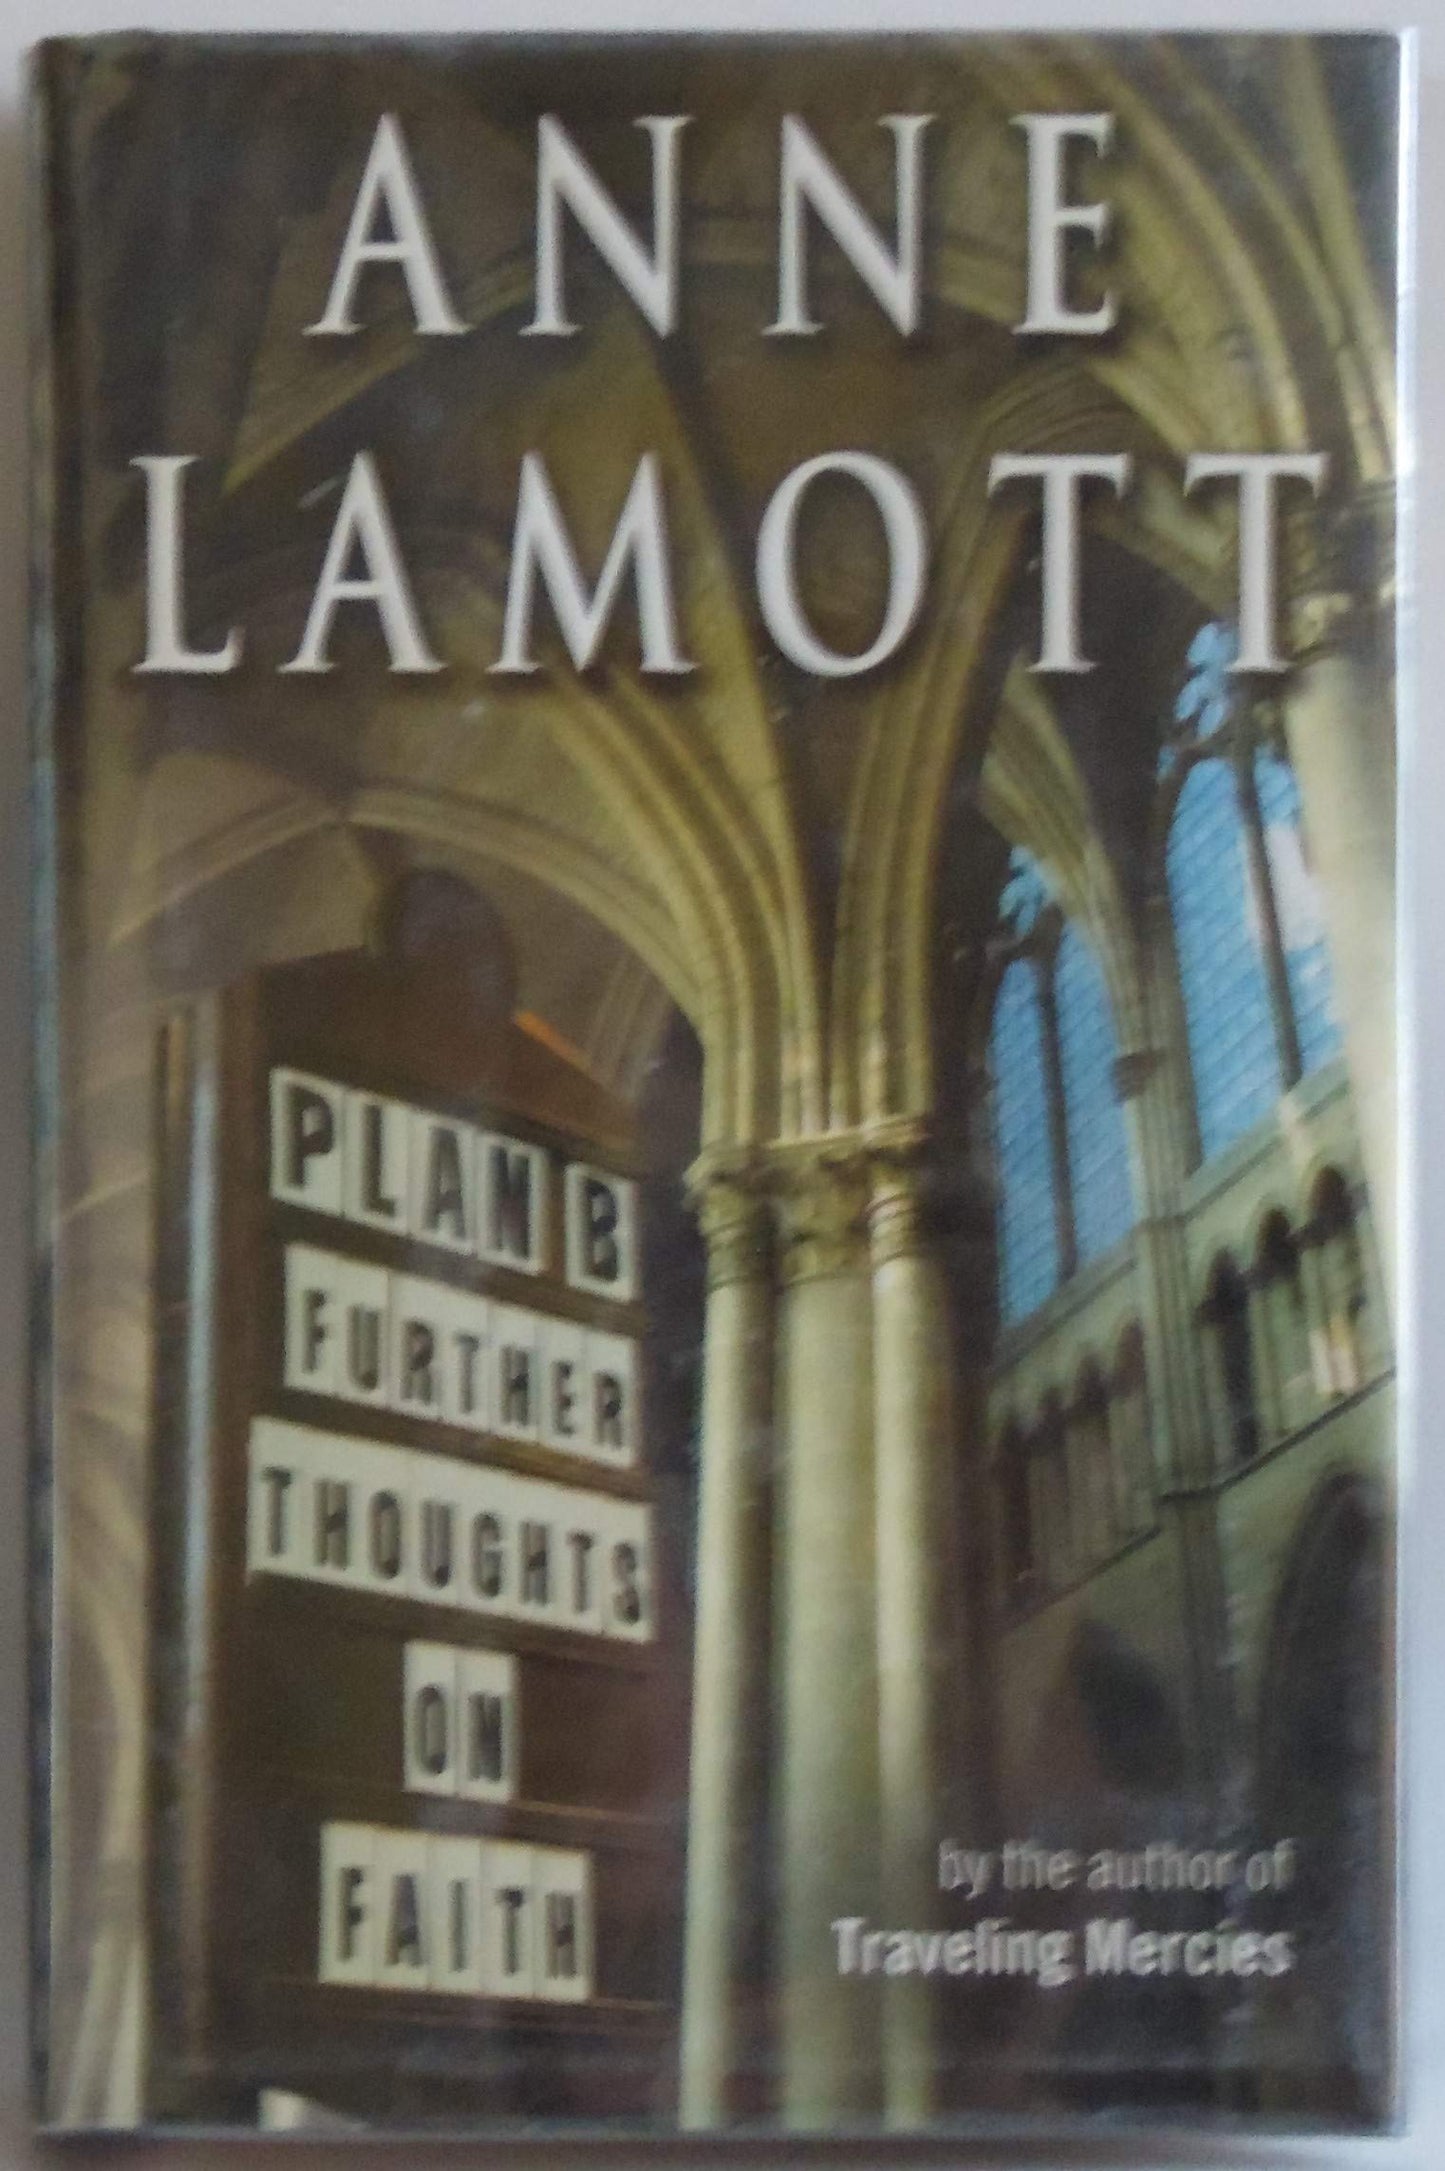 ANNE
LAMOTT
PLAN B
FURTHER
THOUGHTS
ON
FAITH
by the author of
Traveling Mercies